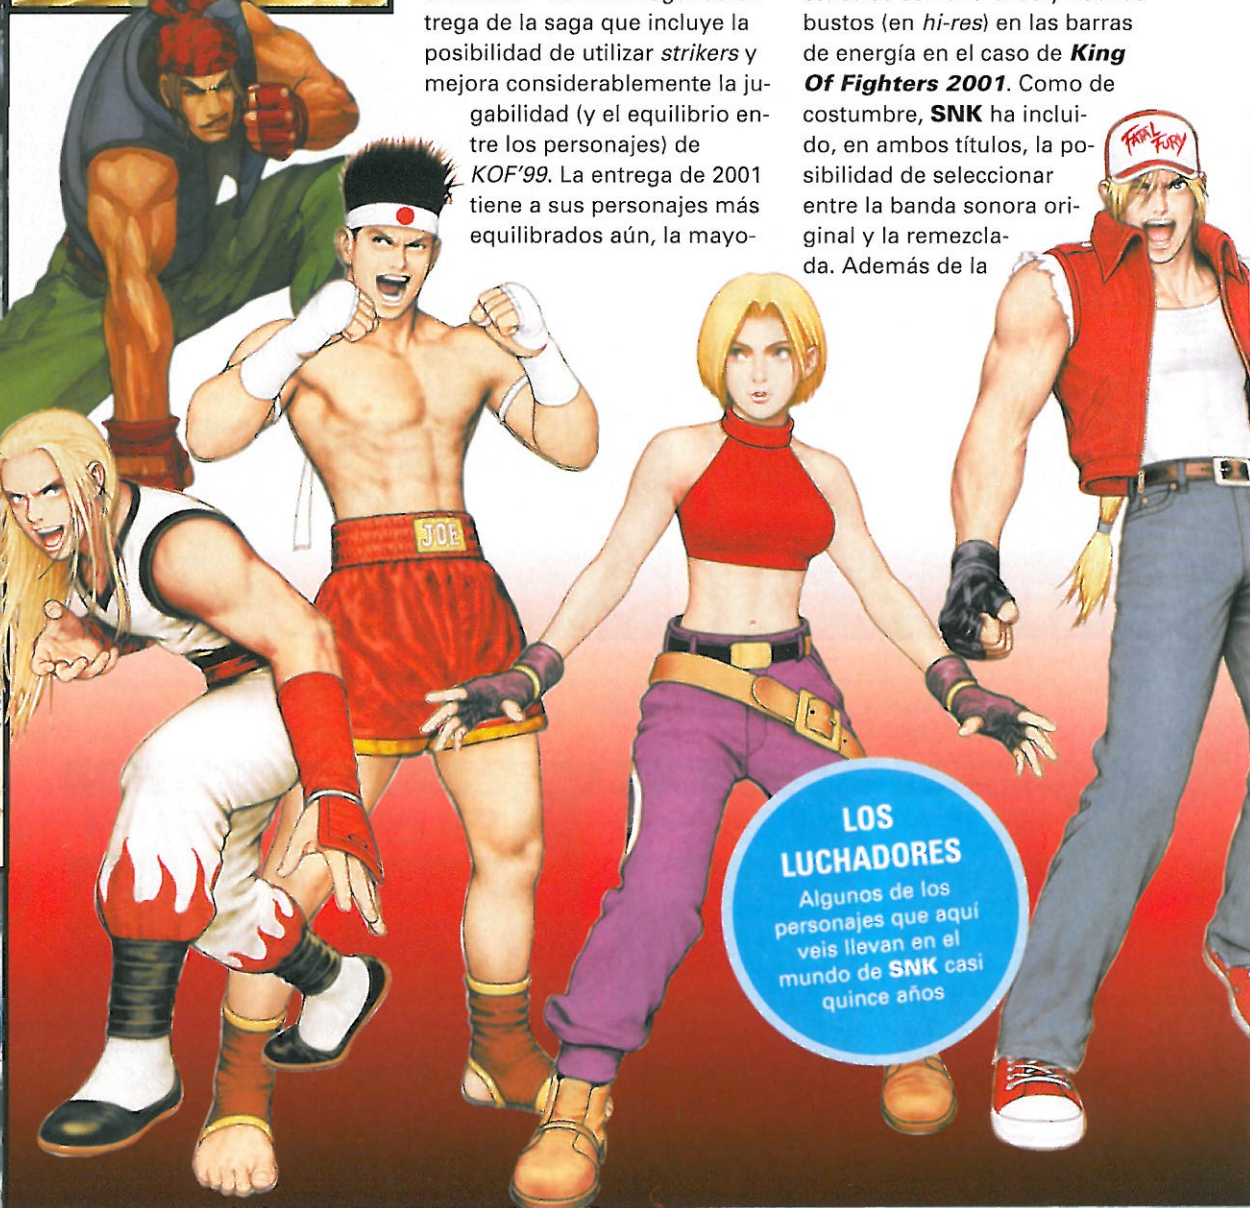 trega de la saga que incluye la
posibilidad de utilizar strikers y
mejora considerablemente la ju-
gabilidad (y el equilibrio en-
tre los personajes) de
KOF'99. La entrega de 2001
tiene a sus personajes más
equilibrados aún, la mayo-
bustos (en hi-res) en las barras
de energía en el caso de King
Of Fighters 2001. Como de
costumbre, SNK ha inclui-
do, en ambos títulos, la po-
sibilidad de seleccionar
entre la banda sonora ori-
ginal y la remezcla-
da. Además de la
FATAL
FURY
JOE
LOS
LUCHADORES
Algunos de los
personajes que aquí
veis llevan en el
mundo de SNK casi
quince años